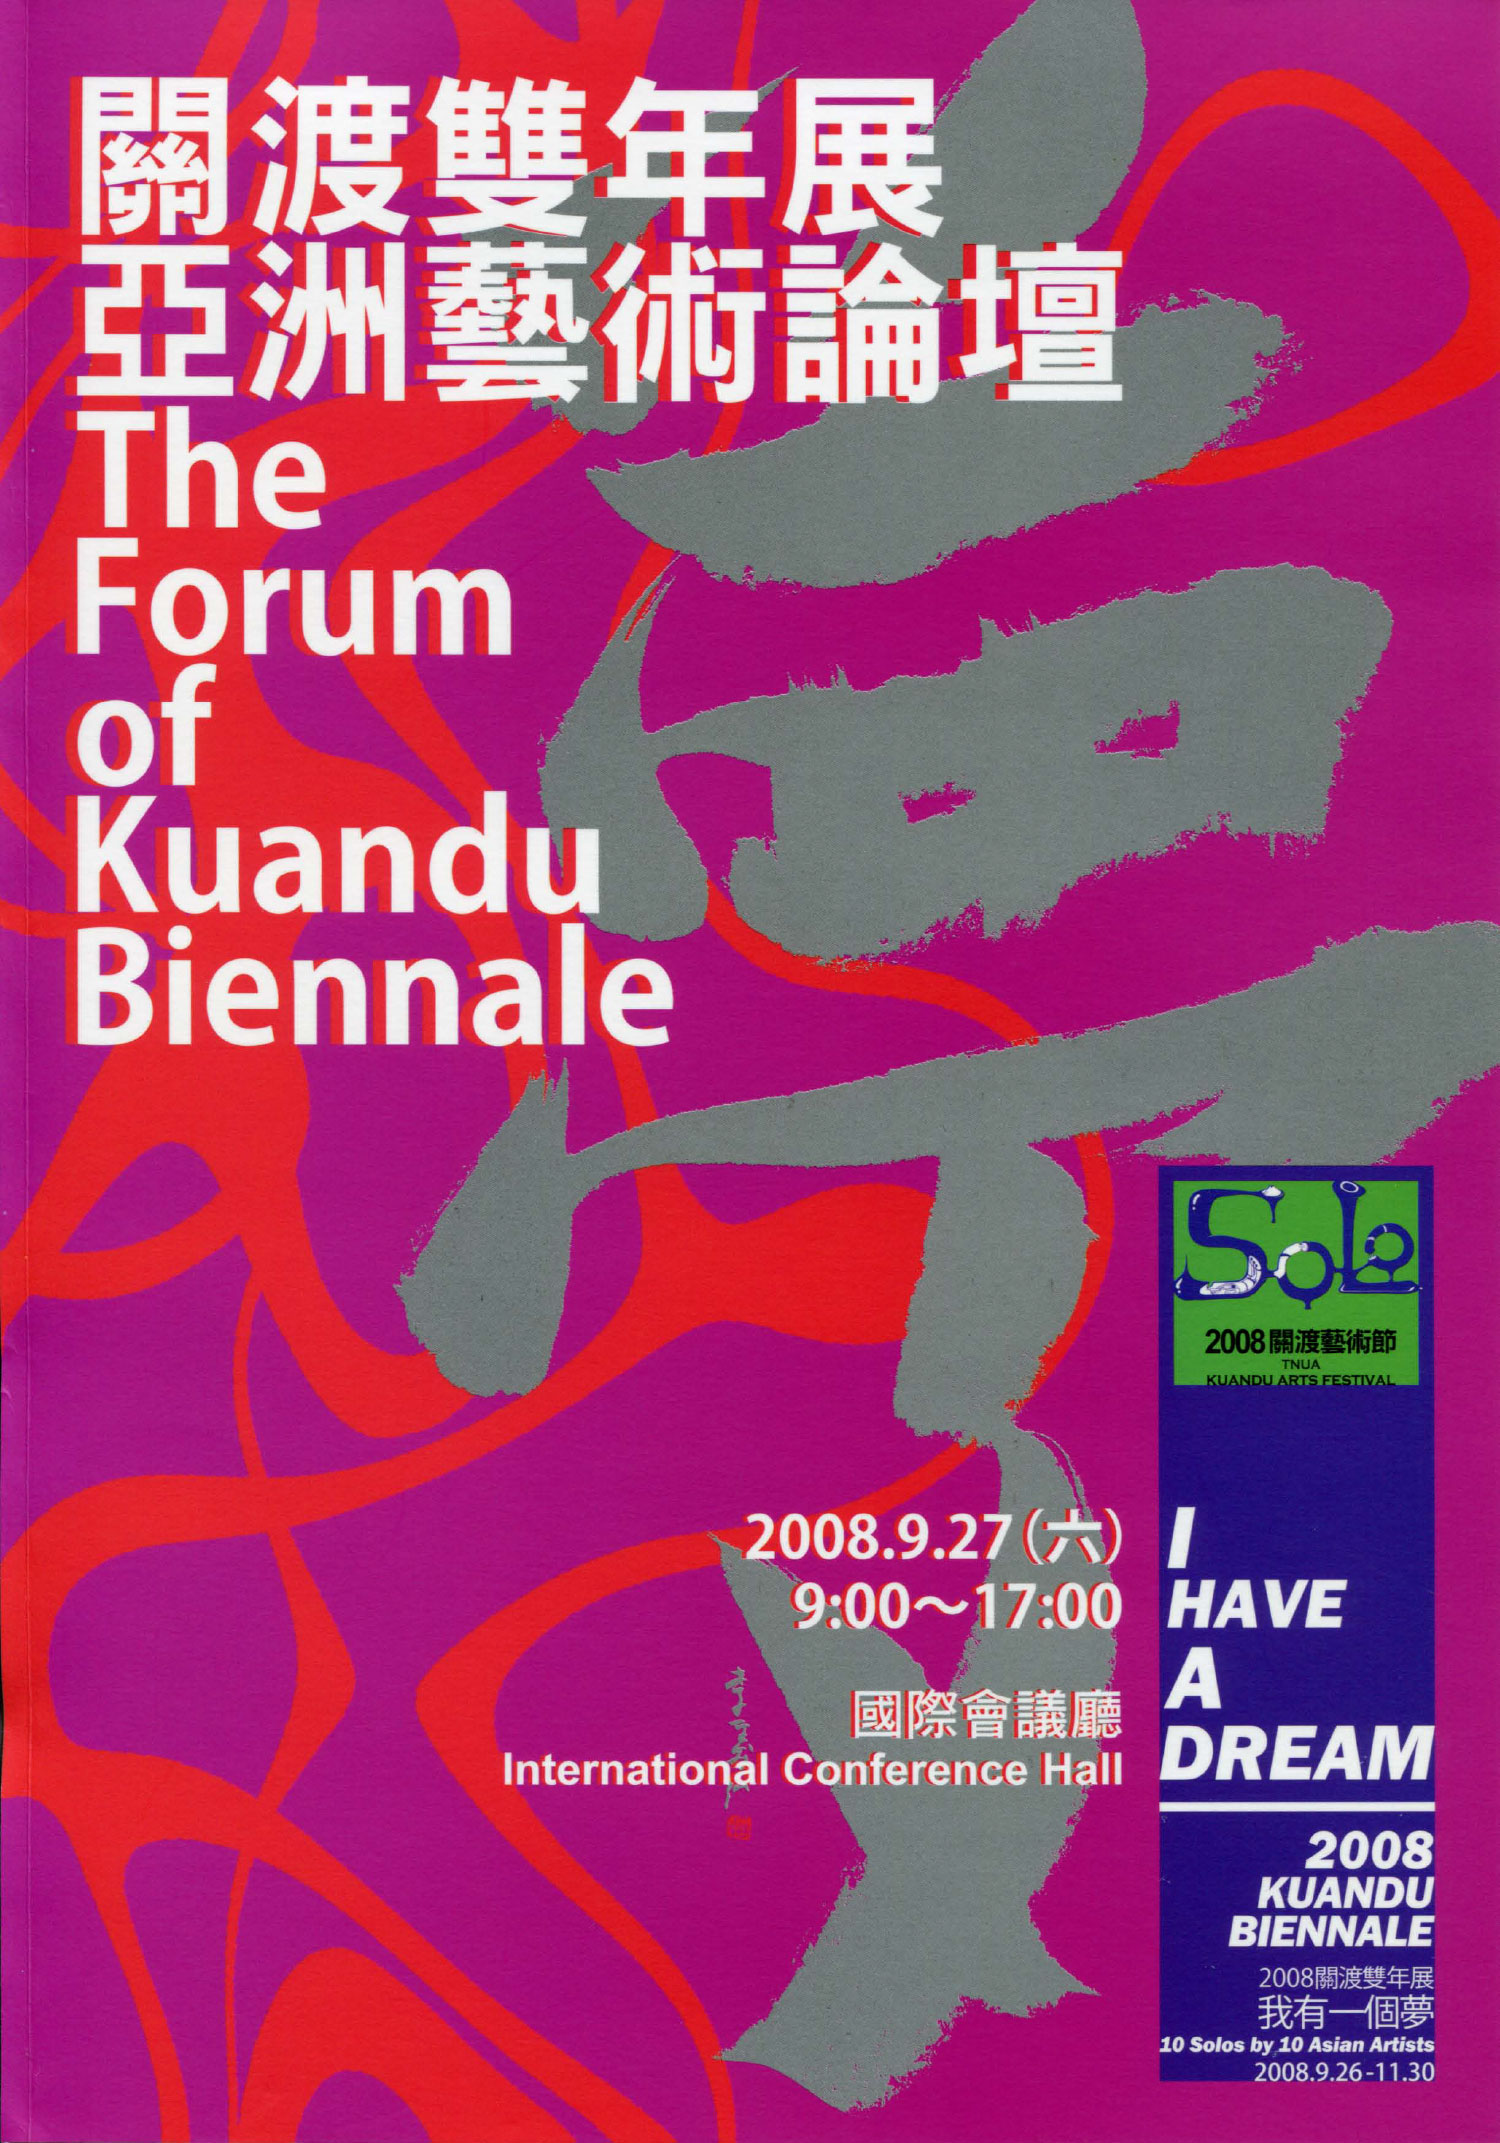 關渡雙年展
亞洲藝術論壇
The
Forum
of
Kuandu
Biennale
2008.9.27(六)
9:00～17:00
國際會議廳
International Conference Hall
SoLo
2008關渡藝術節
TNUA
KUANDU ARTS FESTIVAL
I
HAVE
A
DREAM
2008
KUANDU
BIENNALE
2008關渡雙年展
我有一個夢
10 Solos by 10 Asian Artists
2008.9.26-11.30